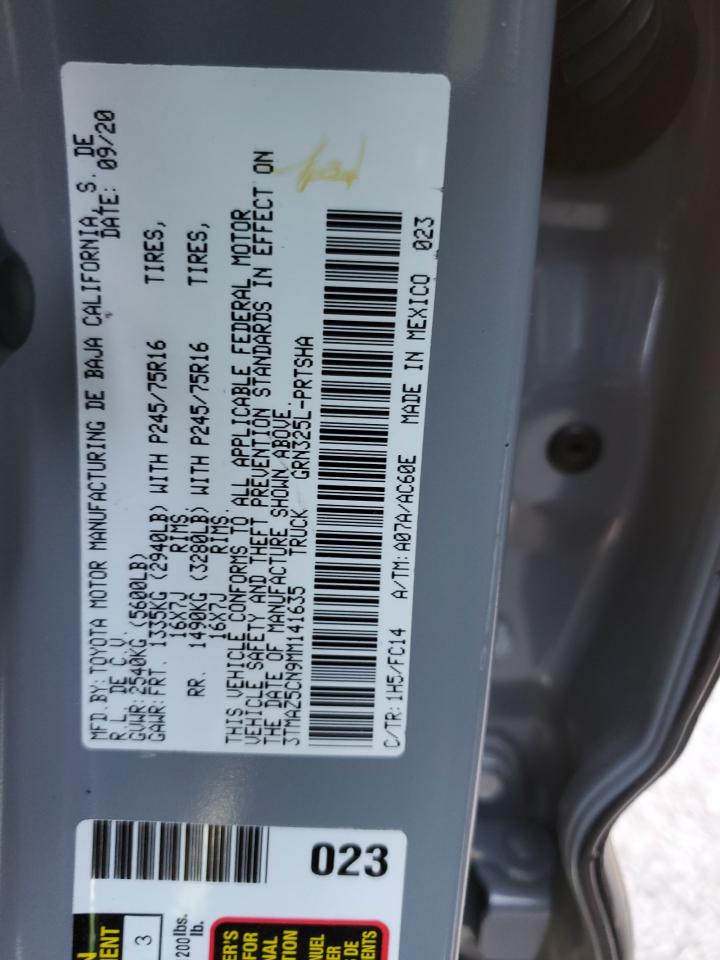 MFD.BY:TOYOTA MOTOR MANUFACTURING DE BAJA CALIFORNIA, S. DE
R.L. DE C.V. DATE: 09/20
GVWR:2540KG (5600LB)
GAWR:FRT. 1335KG (2940LB) WITH P245/75R16 TIRES,
16X7J RIMS.
RR. 1490KG (3280LB) WITH P245/75R16 TIRES,
16X7J RIMS.
THIS VEHICLE CONFORMS TO ALL APPLICABLE FEDERAL MOTOR
VEHICLE SAFETY AND THEFT PREVENTION STANDARDS IN EFFECT ON
THE DATE OF MANUFACTURE SHOWN ABOVE.
3TMAZ5CN9MM141635 TRUCK GRN325L-PRTSHA
C/TR:1H5/FC14 A/TM:A07A/AC60E MADE IN MEXICO 023
023
3
200lbs.
lb.